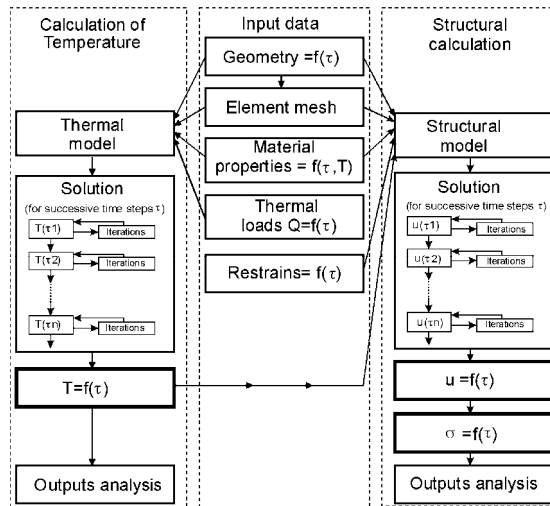 Calculation of
Temperature
Thermal
model
Solution
(for successive time steps τ)
T(τ1)
Iterations
T(τ2)
Iterations
T(τn)
Iterations
T=f(τ)
Outputs analysis
Input data
Geometry =f(τ)
Element mesh
Material
properties = f(τ,T)
Thermal
loads Q=f(τ)
Restrains= f(τ)
Structural
calculation
Structural
model
Solution
(for successive time steps τ)
u(τ1)
Iterations
u(τ2)
Iterations
u(τn)
Iterations
u =f(τ)
σ =f(τ)
Outputs analysis